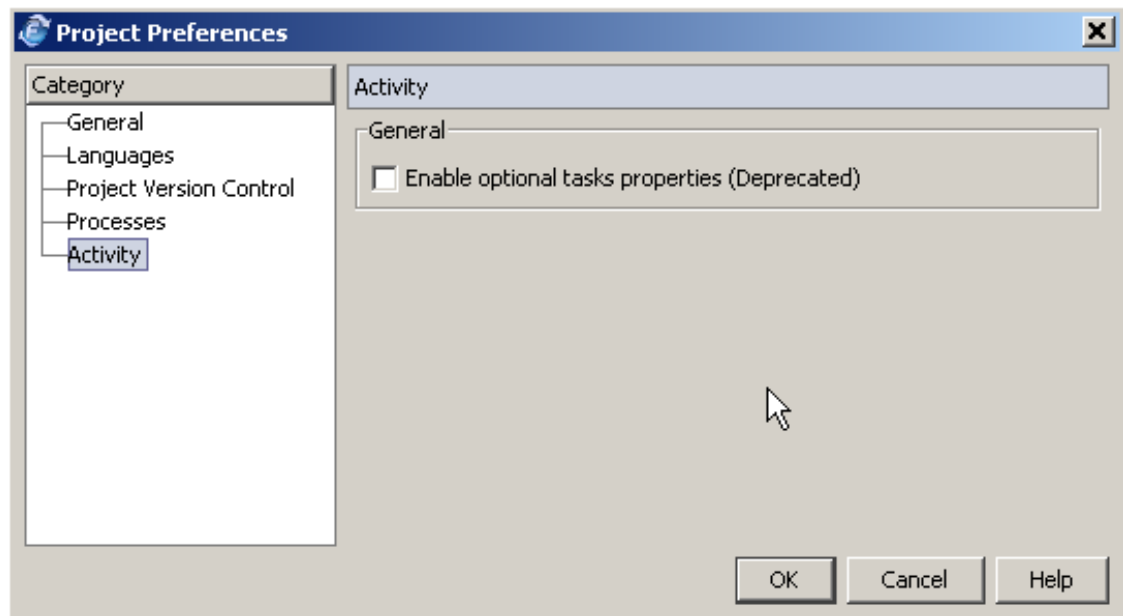 Project Preferences
Category
General
Languages
Project Version Control
Processes
Activity
Activity
General
Enable optional tasks properties (Deprecated)
OK
Cancel
Help